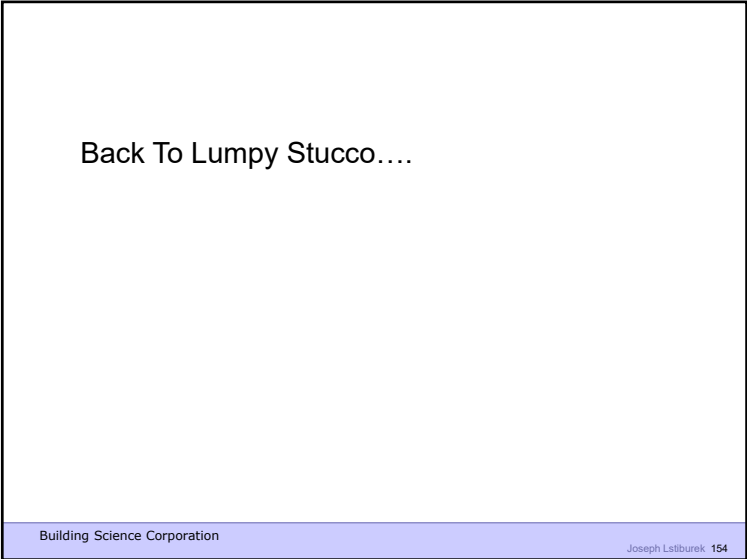 Back To Lumpy Stucco….
Building Science Corporation
Joseph Lstiburek 154